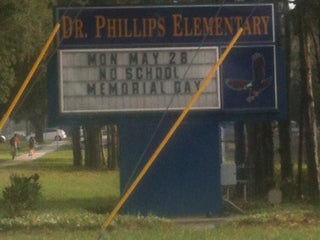 DR. PHILLIPS ELEMENTARY
MON MAY 28
NO SCHOOL
MEMORIAL DAY